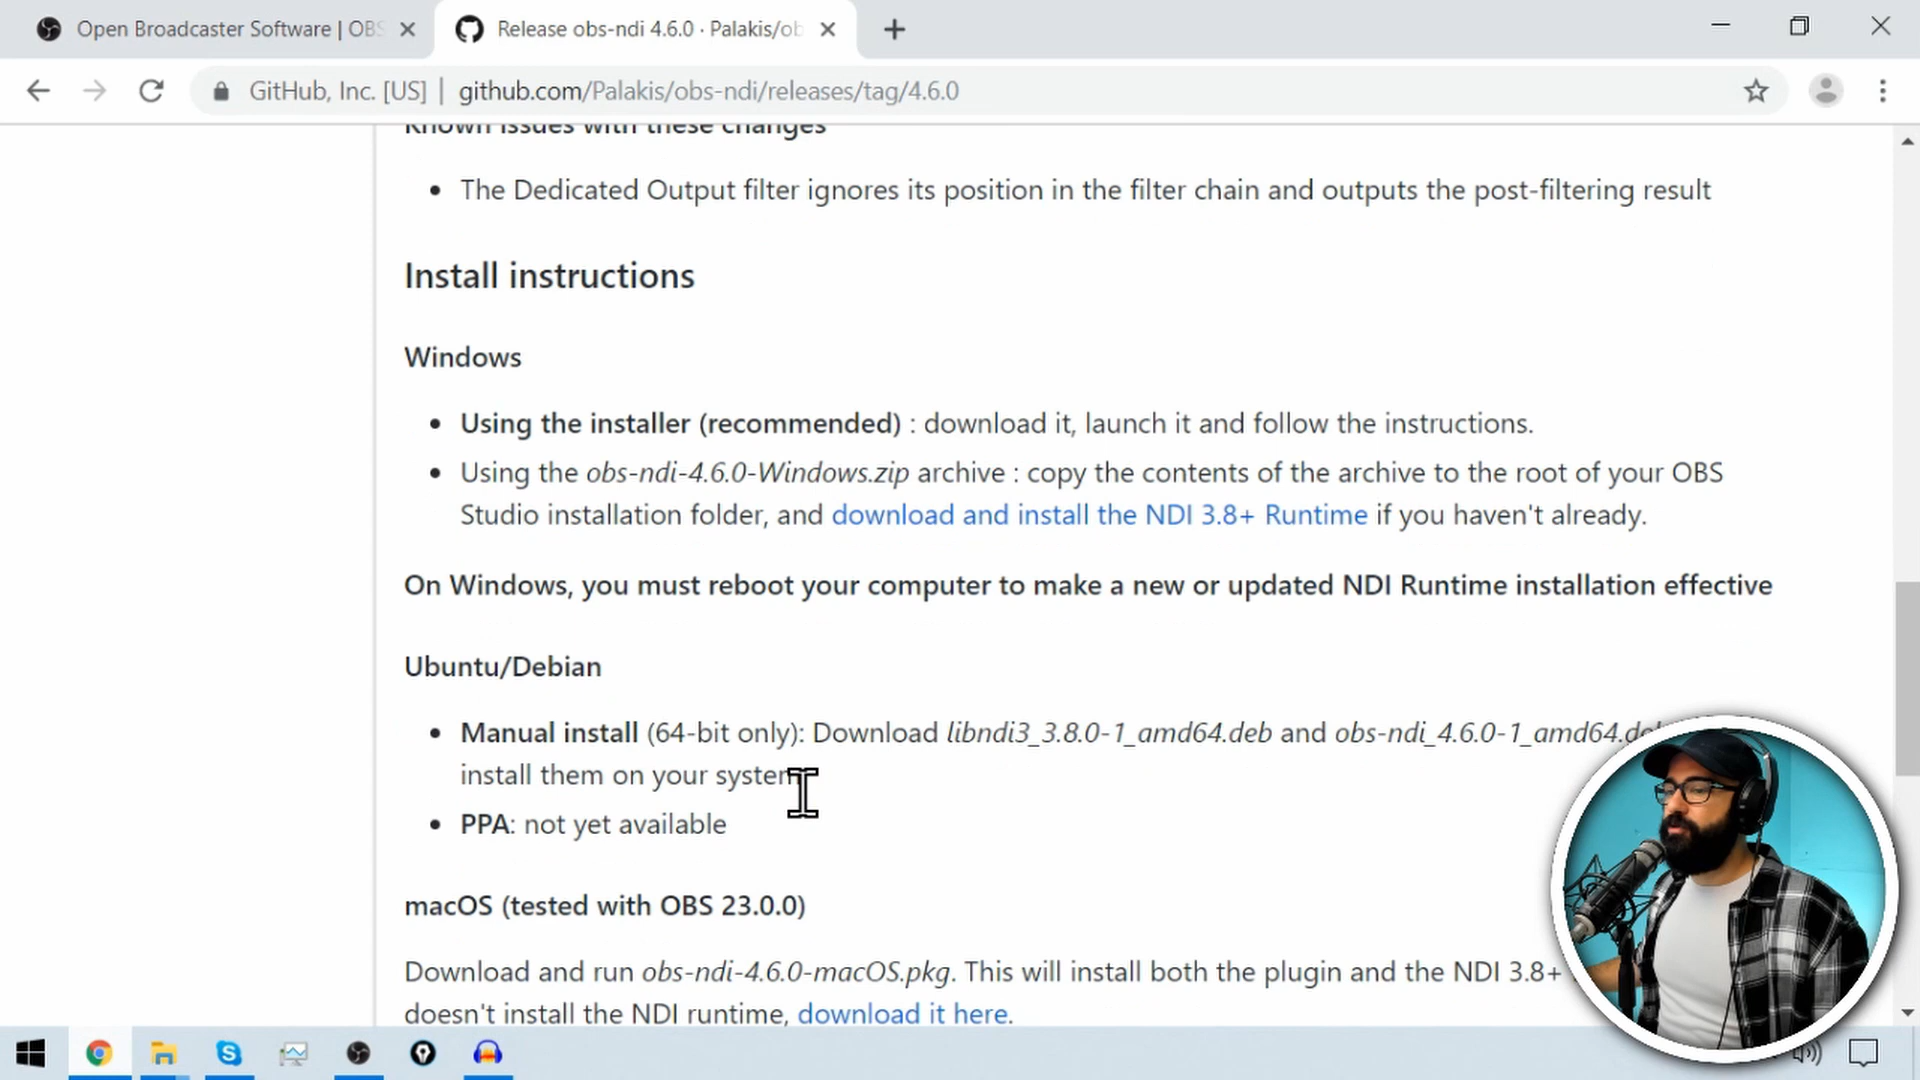 Open Broadcaster Software | OBS
Release obs-ndi 4.6.0 · Palakis/ob
GitHub, Inc. [US] | github.com/Palakis/obs-ndi/releases/tag/4.6.0
Known issues with these changes
• The Dedicated Output filter ignores its position in the filter chain and outputs the post-filtering result
Install instructions
Windows
• Using the installer (recommended) : download it, launch it and follow the instructions.
• Using the obs-ndi-4.6.0-Windows.zip archive : copy the contents of the archive to the root of your OBS
Studio installation folder, and download and install the NDI 3.8+ Runtime if you haven't already.
On Windows, you must reboot your computer to make a new or updated NDI Runtime installation effective
Ubuntu/Debian
• Manual install (64-bit only): Download libndi3_3.8.0-1_amd64.deb and obs-ndi_4.6.0-1_amd64.deb
install them on your system
• PPA: not yet available
macOS (tested with OBS 23.0.0)
Download and run obs-ndi-4.6.0-macOS.pkg. This will install both the plugin and the NDI 3.8+
doesn't install the NDI runtime, download it here.